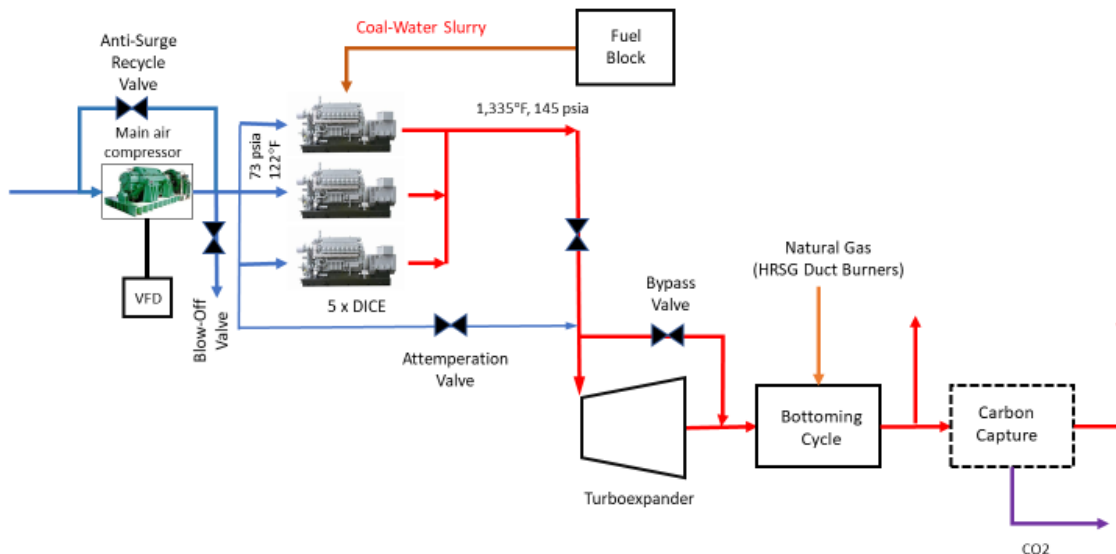 Coal-Water Slurry
Fuel
Block
Anti-Surge
Recycle
Valve
Main air
compressor
73 psia
122°F
1,335°F, 145 psia
VFD
Blow-Off
Valve
5 x DICE
Attemperation
Valve
Bypass
Valve
Natural Gas
(HRSG Duct Burners)
Turboexpander
Bottoming
Cycle
Carbon
Capture
CO2